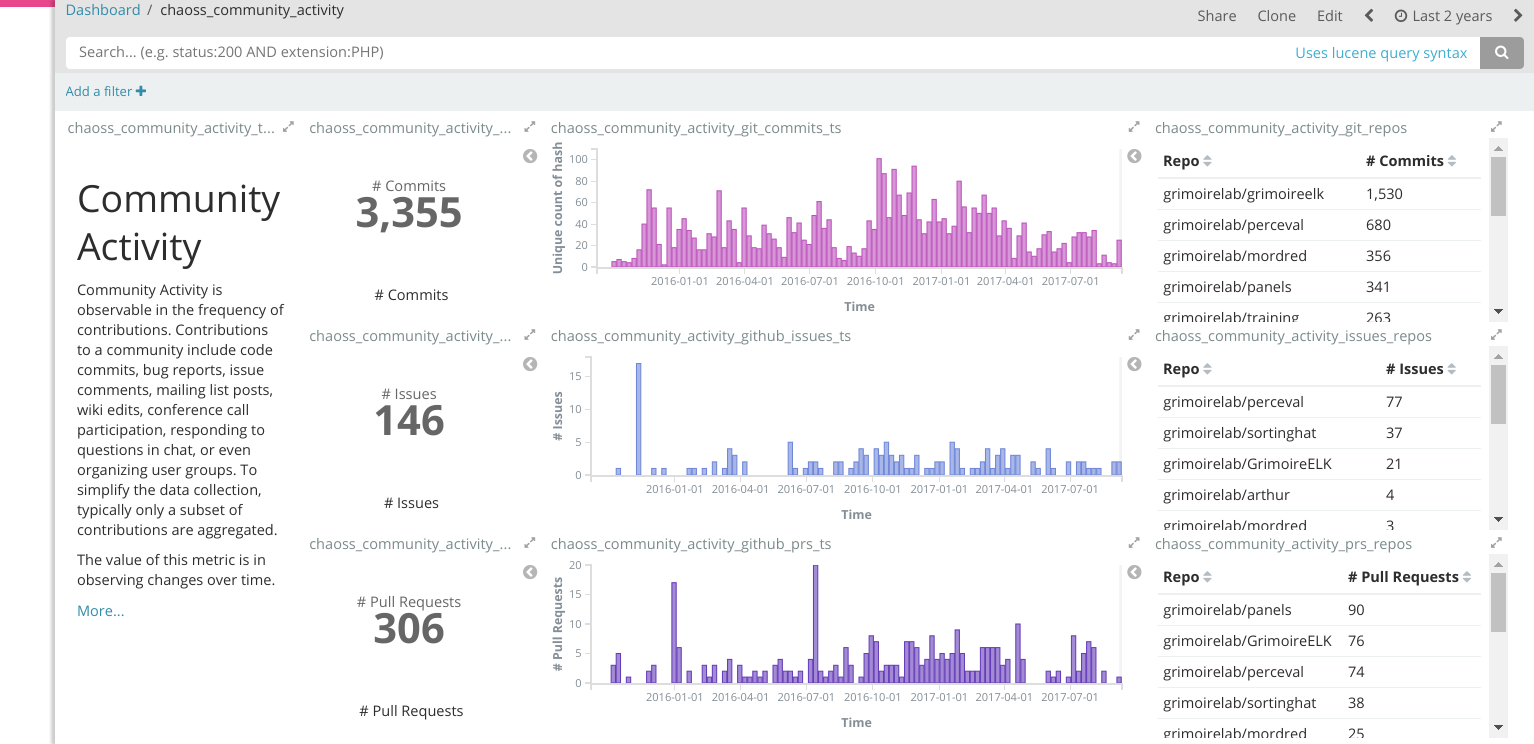 Dashboard / chaoss_community_activity
Share Clone Edit Last 2 years
Search... (e.g. status:200 AND extension:PHP) Uses lucene query syntax
Add a filter
chaoss_community_activity_t...
Community
Activity
Community Activity is
observable in the frequency of
contributions. Contributions
to a community include code
commits, bug reports, issue
comments, mailing list posts,
wiki edits, conference call
participation, responding to
questions in chat, or even
organizing user groups. To
simplify the data collection,
typically only a subset of
contributions are aggregated.
The value of this metric is in
observing changes over time.
More...
chaoss_community_activity_...
# Commits
3,355
# Commits
chaoss_community_activity_git_commits_ts
Unique count of hash
100
80
60
40
20
0
2016-01-01 2016-04-01 2016-07-01 2016-10-01 2017-01-01 2017-04-01 2017-07-01
Time
chaoss_community_activity_git_repos
Repo # Commits
grimoirelab/grimoireelk 1,530
grimoirelab/perceval 680
grimoirelab/mordred 356
grimoirelab/panels 341
grimoirelab/training 263
chaoss_community_activity_...
# Issues
146
# Issues
chaoss_community_activity_github_issues_ts
# Issues
15
10
5
0
2016-01-01 2016-04-01 2016-07-01 2016-10-01 2017-01-01 2017-04-01 2017-07-01
Time
chaoss_community_activity_issues_repos
Repo # Issues
grimoirelab/perceval 77
grimoirelab/sortinghat 37
grimoirelab/GrimoireELK 21
grimoirelab/arthur 4
grimoirelab/mordred 3
chaoss_community_activity_...
# Pull Requests
306
# Pull Requests
chaoss_community_activity_github_prs_ts
# Pull Requests
20
15
10
5
0
2016-01-01 2016-04-01 2016-07-01 2016-10-01 2017-01-01 2017-04-01 2017-07-01
Time
chaoss_community_activity_prs_repos
Repo # Pull Requests
grimoirelab/panels 90
grimoirelab/GrimoireELK 76
grimoirelab/perceval 74
grimoirelab/sortinghat 38
grimoirelab/mordred 25